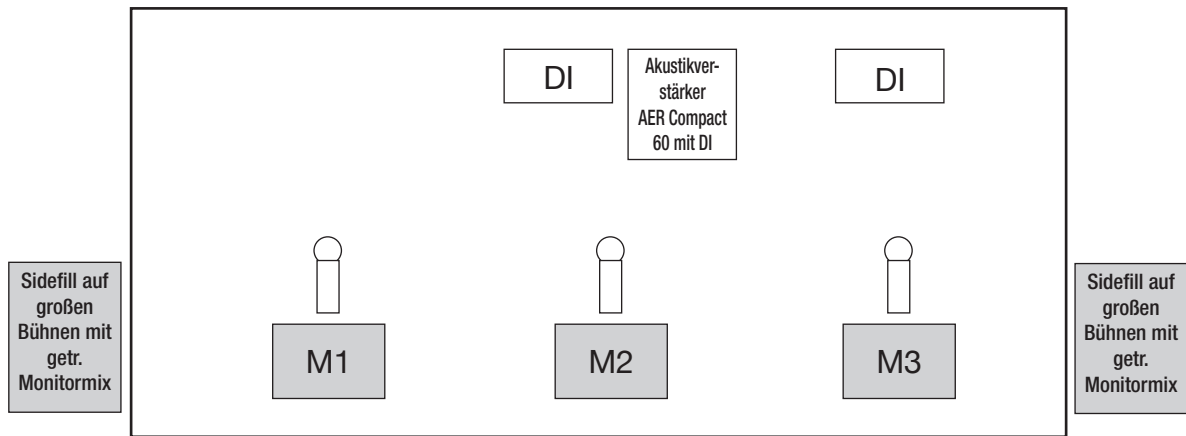 DI
Akustikver-
stärker
AER Compact
60 mit DI
DI
Sidefill auf
großen
Bühnen mit
getr.
Monitormix
M1
M2
M3
Sidefill auf
großen
Bühnen mit
getr.
Monitormix